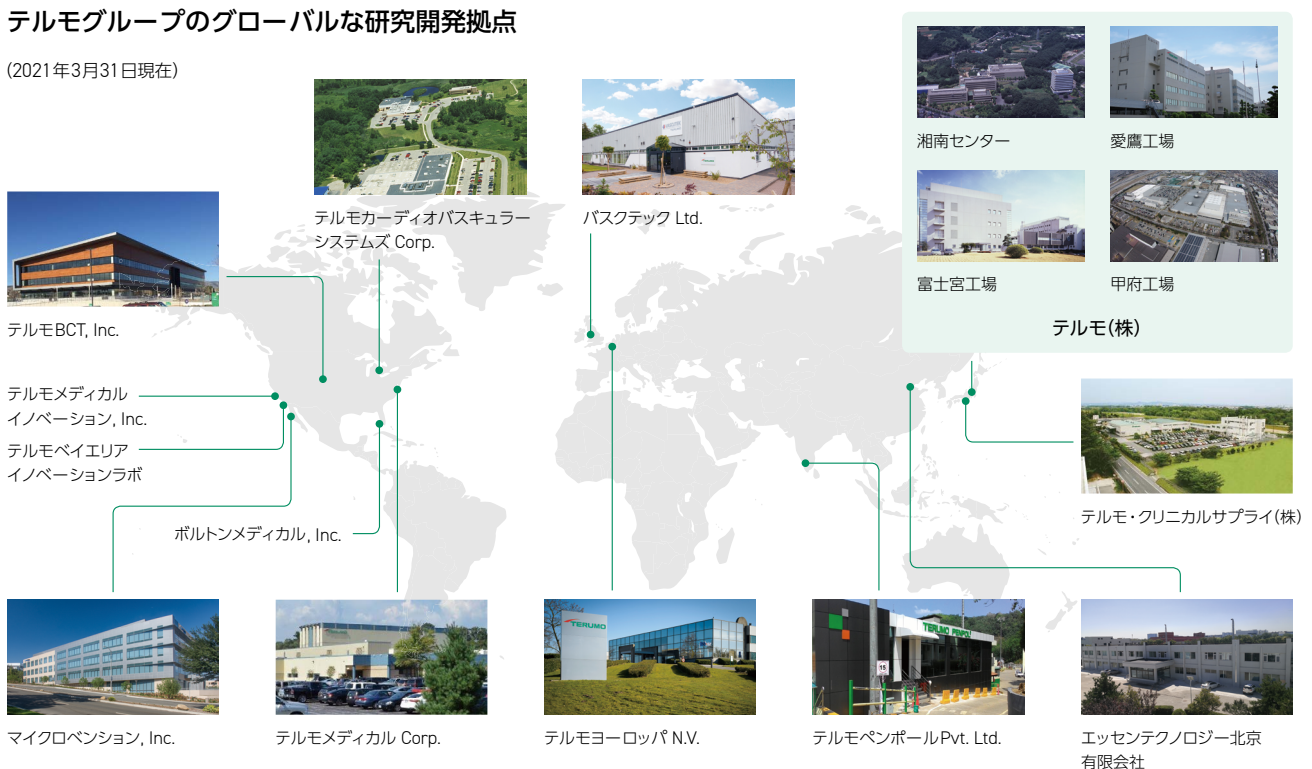 テルモグループのグローバルな研究開発拠点
(2021年3月31日現在)
湘南センター
愛鷹工場
富士宮工場
甲府工場
テルモ(株)
テルモカーディオバスキュラー
システムズ Corp.
バスクテック Ltd.
テルモBCT, Inc.
テルモメディカル
イノベーション, Inc.
テルモベイエリア
イノベーションラボ
ボルトンメディカル, Inc.
テルモ・クリニカルサプライ(株)
TERUMO
TERUMO PENPOL
15
マイクロベンション, Inc.
テルモメディカル Corp.
テルモヨーロッパ N.V.
テルモペンポールPvt. Ltd.
エッセンテクノロジー北京
有限会社